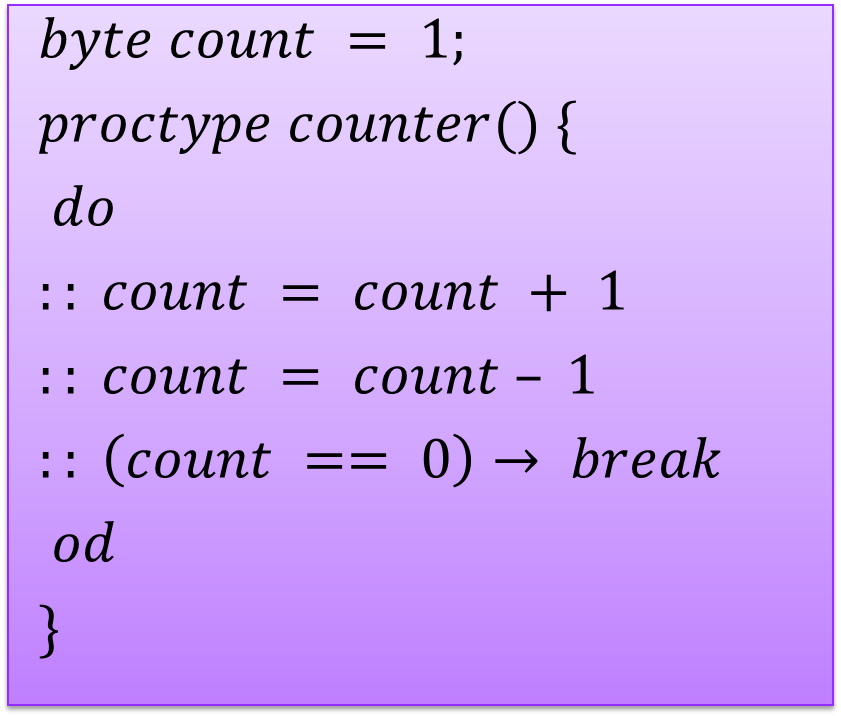 byte count = 1;
proctype counter() {
do
:: count = count + 1
:: count = count – 1
:: (count == 0) → break
od
}